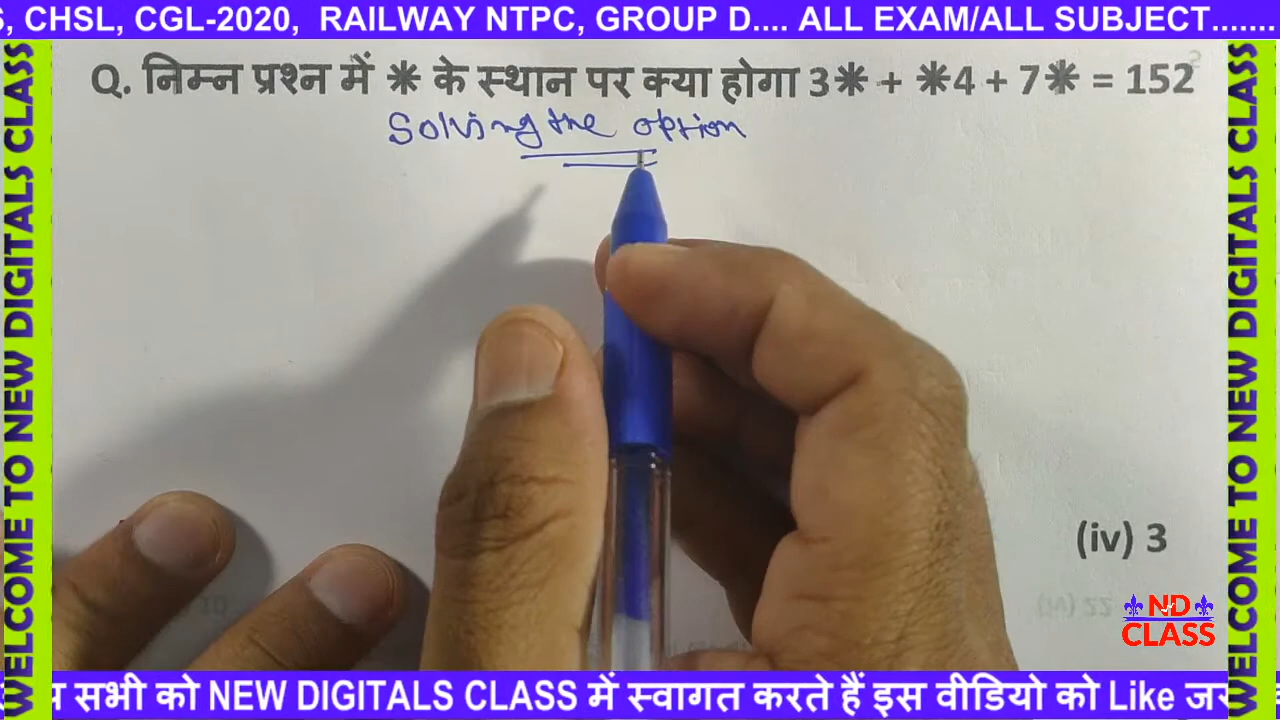 S, CHSL, CGL-2020, RAILWAY NTPC, GROUP D.... ALL EXAM/ALL SUBJECT.......
Q. निम्न प्रश्न में * के स्थान पर क्या होगा 3* + *4 + 7* = 152
Solving the option
(iv) 3
(iv) 22
ND
CLASS
WELCOME TO NEW DIGITALS CLASS
WELCOME TO NEW DIGITALS CLASS
सभी को NEW DIGITALS CLASS में स्वागत करते हैं इस वीडियो को Like